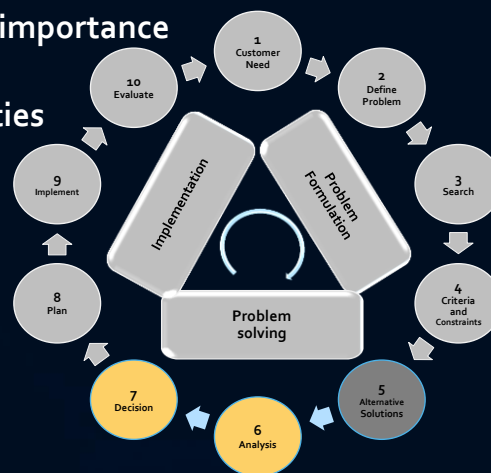 importance
ties
1
Customer
Need
2
Define
Problem
3
Search
4
Criteria
and
Constraints
5
Alternative
Solutions
6
Analysis
7
Decision
8
Plan
9
Implement
10
Evaluate
Implementation
Problem
Formulation
Problem
solving